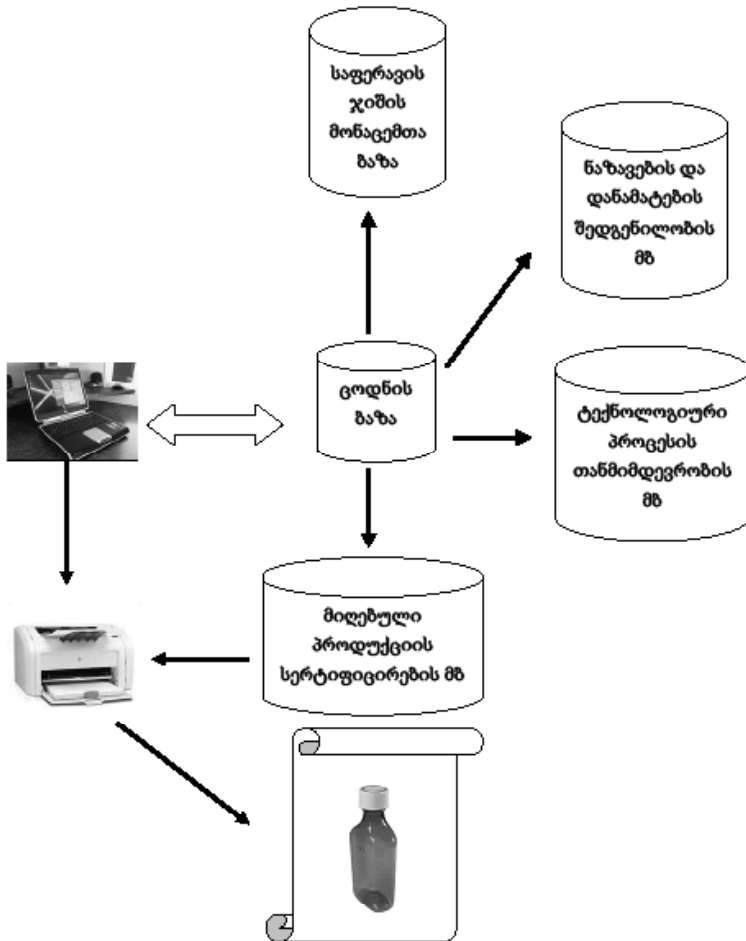 საფერავის
ჯიშის
მონაცემთა
ბაზა
ნაზავების და
დანამატების
შედგენილობის
მბ
ცოდნის
ბაზა
ტექნოლოგიური
პროცესის
თანმიმდევრობის
მბ
მიღებული
პროდუქციის
სერტიფიცირების მბ